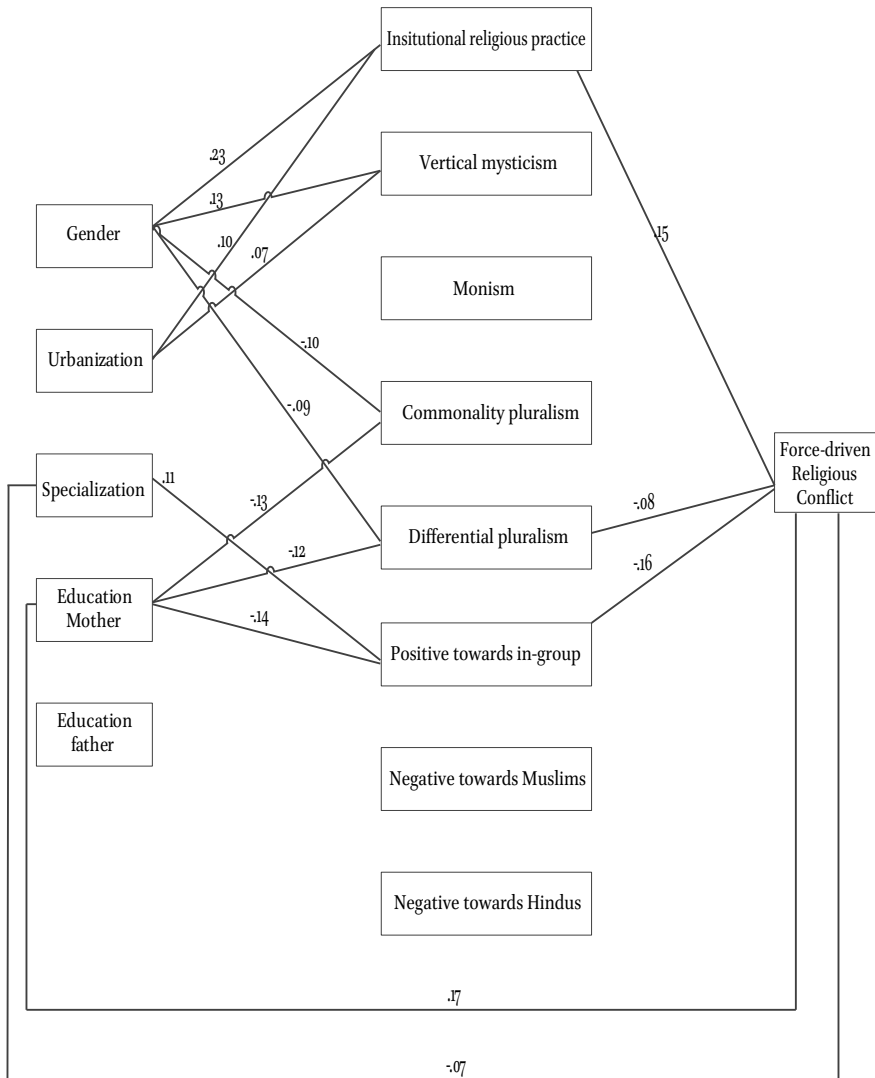 Insitutional religious practice
.23
Vertical mysticism
.13
Gender
.10
.07
.15
Monism
Urbanization
-.10
-.09
Commonality pluralism
Force-driven
Religious
Conflict
.11
Specialization
-.13
-.08
Differential pluralism
-.12
-.16
Education
Mother
-.14
Positive towards in-group
Education
father
Negative towards Muslims
Negative towards Hindus
.17
-.07